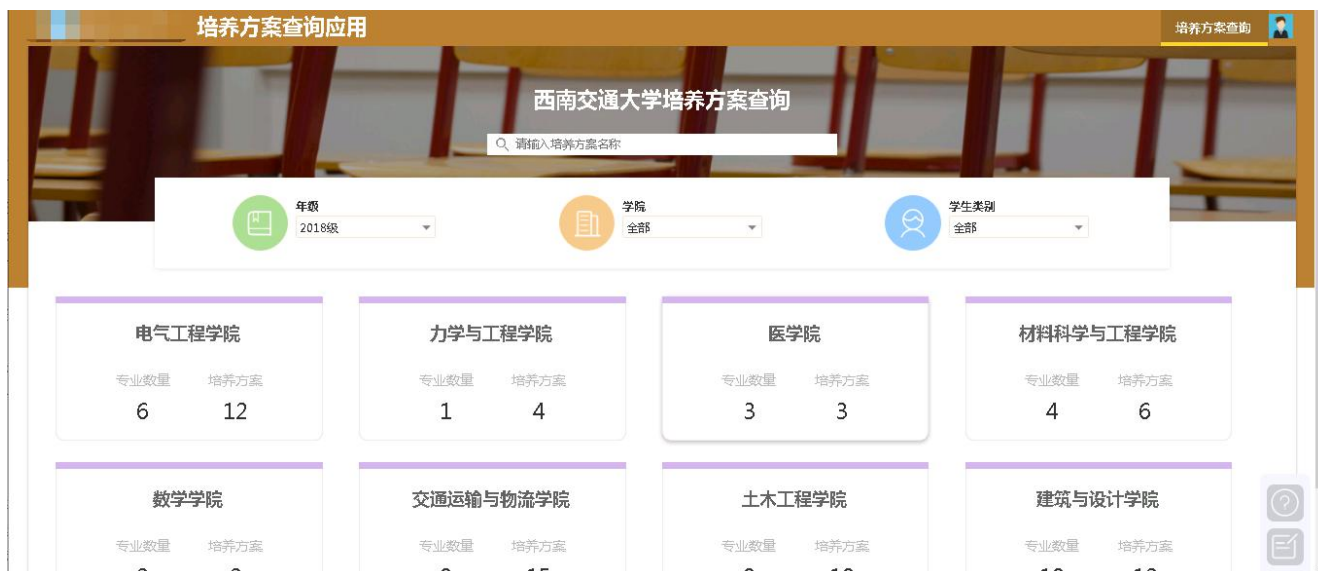 培养方案查询应用
培养方案查询
西南交通大学培养方案查询
请输入培养方案名称
年级
2018级
学院
全部
学生类别
全部
电气工程学院
专业数量 培养方案
6 12
力学与工程学院
专业数量 培养方案
1 4
医学院
专业数量 培养方案
3 3
材料科学与工程学院
专业数量 培养方案
4 6
数学学院
专业数量 培养方案
交通运输与物流学院
专业数量 培养方案
土木工程学院
专业数量 培养方案
建筑与设计学院
专业数量 培养方案